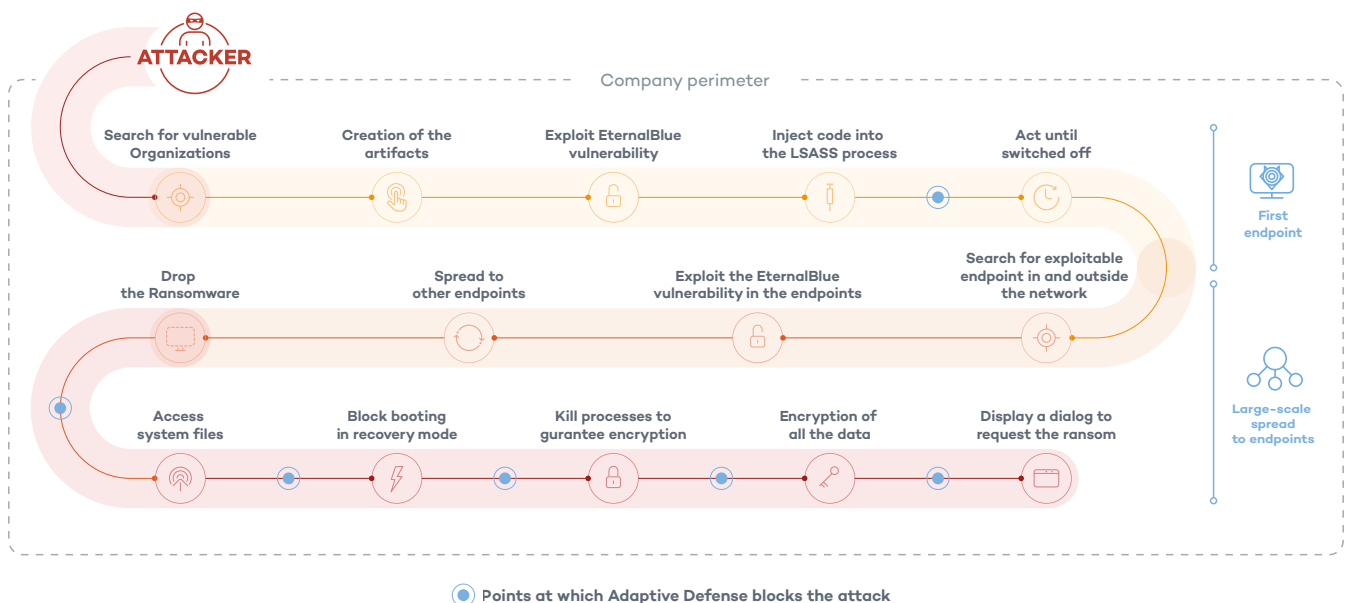 ATTACKER
Company perimeter
Search for vulnerable
Organizations
Creation of the
artifacts
Exploit EternalBlue
vulnerability
Inject code into
the LSASS process
Act until
switched off
First
endpoint
Drop
the Ransomware
Spread to
other endpoints
Exploit the EternalBlue
vulnerability in the endpoints
Search for exploitable
endpoint in and outside
the network
Access
system files
Block booting
in recovery mode
Kill processes to
gurantee encryption
Encryption of
all the data
Display a dialog to
request the ransom
Large-scale
spread
to endpoints
Points at which Adaptive Defense blocks the attack